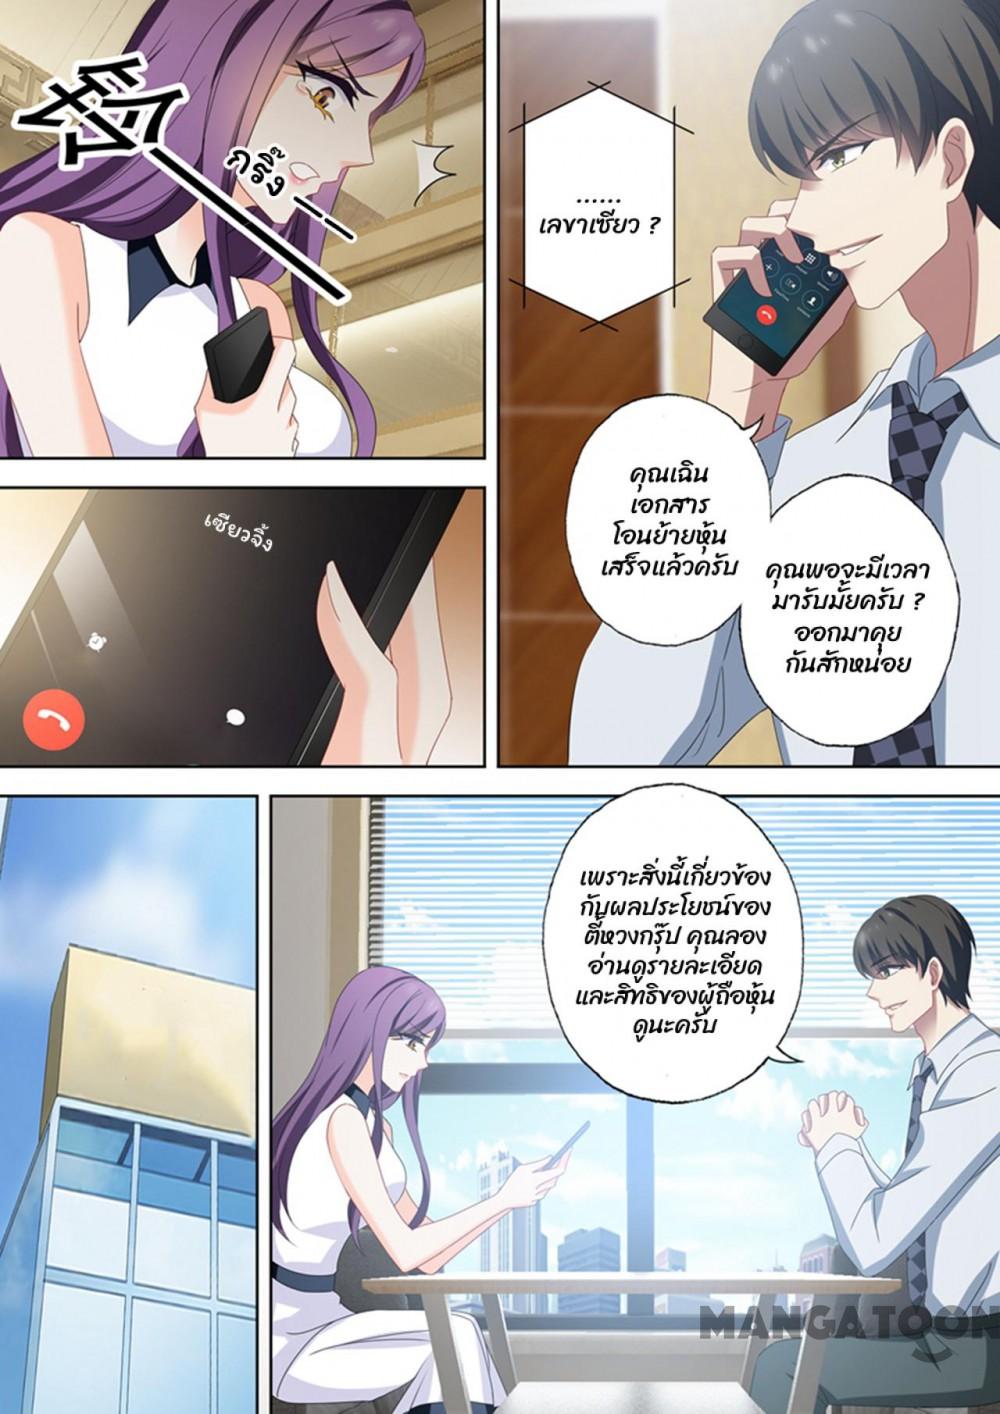 กริ๊ง
......
เลขาเซียว ?
คุณเฉิน
เอกสาร
โอนย้ายหุ้น
เสร็จแล้วครับ
คุณพอจะมีเวลา
มารับมั้ยครับ ?
ออกมาคุย
กันสักหน่อย
เซียวจิ้ง
เพราะสิ่งนี้เกี่ยวข้อง
กับผลประโยชน์ของ
ตี้หวงกรุ๊ป คุณลอง
อ่านดูรายละเอียด
และสิทธิของผู้ถือหุ้น
ดูนะครับ
MANGATOON